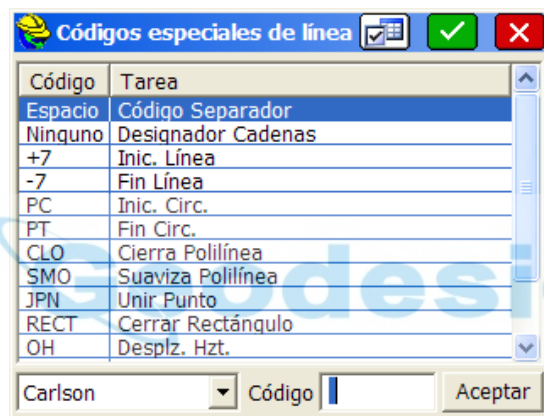 Códigos especiales de línea
Código Tarea
Espacio Código Separador
Ninguno Designador Cadenas
+7 Inic. Línea
-7 Fin Línea
PC Inic. Circ.
PT Fin Circ.
CLO Cierra Polilínea
SMO Suaviza Polilínea
JPN Unir Punto
RECT Cerrar Rectángulo
OH Desplz. Hzt.
Carlson Código Aceptar